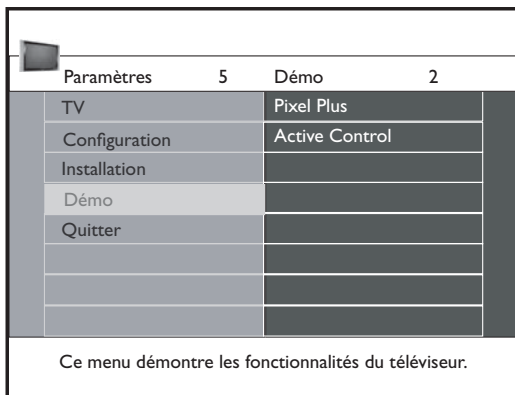 Paramètres 5 Démo 2
TV Pixel Plus
Configuration Active Control
Installation
Démo
Quitter
Ce menu démontre les fonctionnalités du téléviseur.